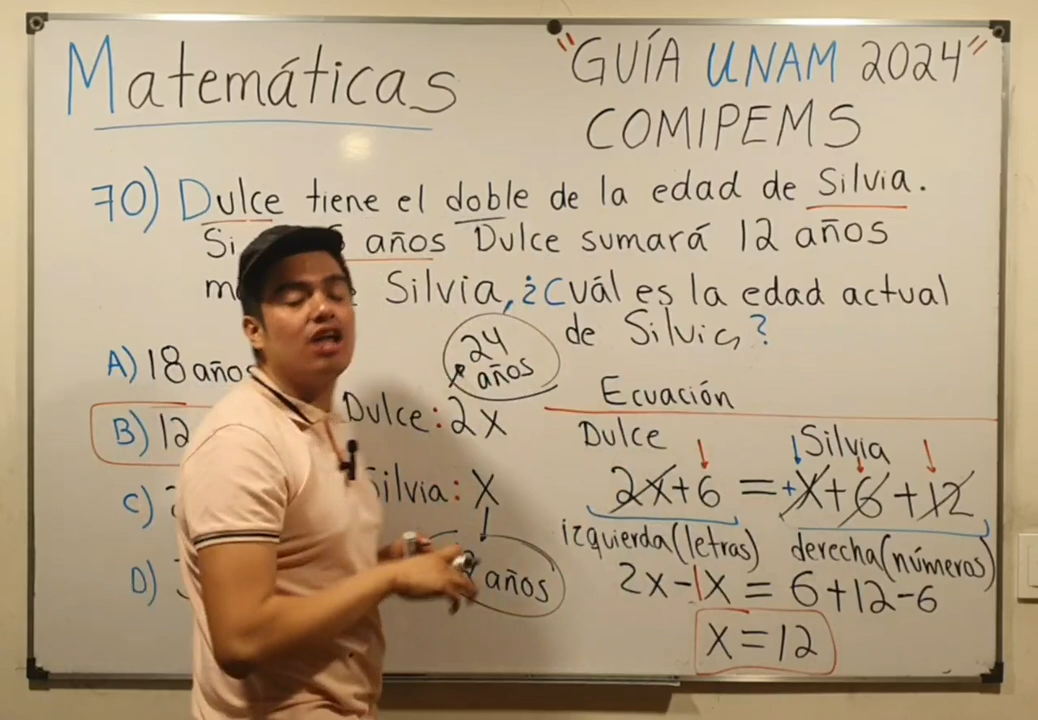 Matemáticas
"GUÍA UNAM 2024"
COMIPEMS
70) Dulce tiene el doble de la edad de Silvia.
Si años Dulce sumará 12 años
Silvia, ¿Cuál es la edad actual
de Silvia?
A) 18 años
B) 12
C)
D)
24 años
Dulce: 2x
Silvia: X
años
Ecuación
Dulce
Silvia
2x+6 = +x+6+12
izquierda(letras) derecha(números)
2x-1x = 6+12-6
x=12